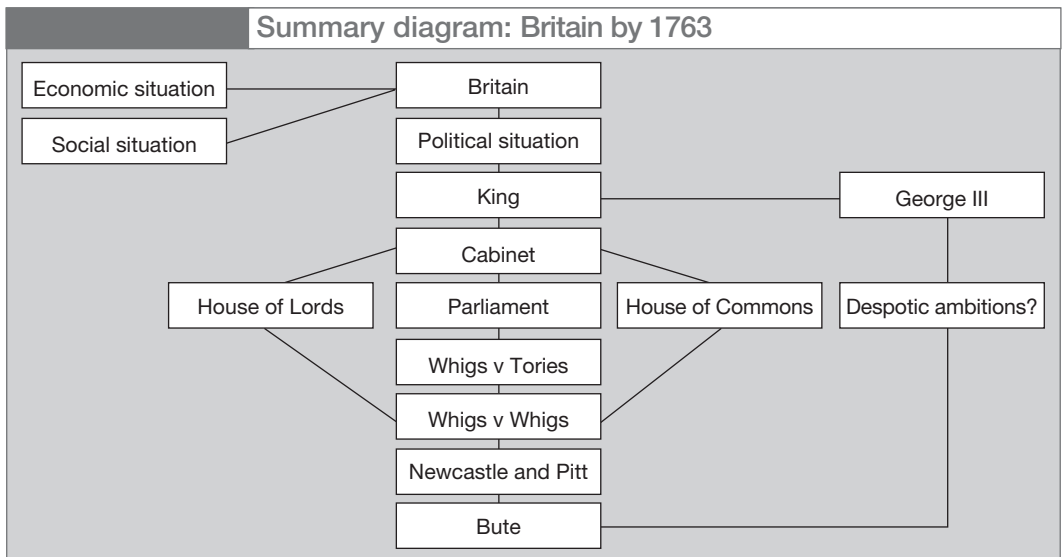 Summary diagram: Britain by 1763
Economic situation
Britain
Social situation
Political situation
King
George III
Cabinet
House of Lords
Parliament
House of Commons
Despotic ambitions?
Whigs v Tories
Whigs v Whigs
Newcastle and Pitt
Bute